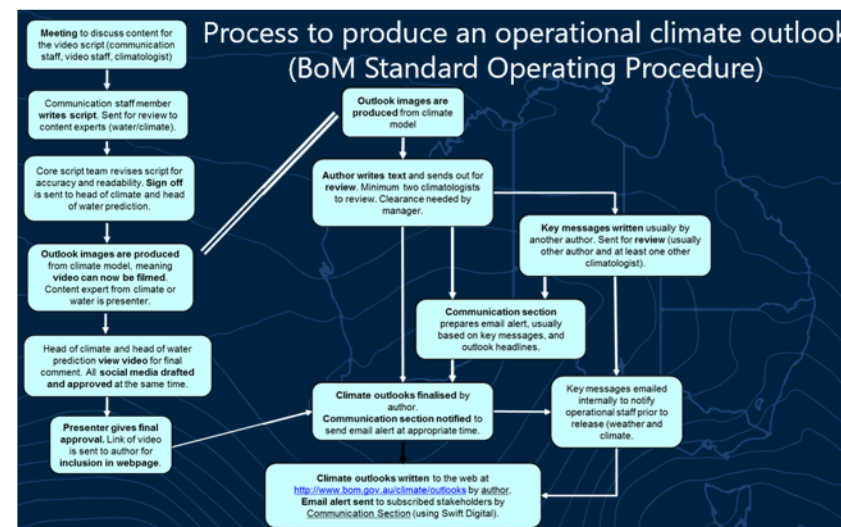 Process to produce an operational climate outlook
(BoM Standard Operating Procedure)
Meeting to discuss content for
the video script (communication
staff, video staff, climatologist)
Communication staff member
writes script. Sent for review to
content experts (water/climate).
Core script team revises script for
accuracy and readability. Sign off
is sent to head of climate and head
of water prediction.
Outlook images are produced
from climate model, meaning
video can now be filmed.
Content expert from climate or
water is presenter.
Head of climate and head of water
prediction view video for final
comment. All social media drafted
and approved at the same time.
Presenter gives final
approval. Link of video
is sent to author for
inclusion in webpage.
Outlook images are
produced from climate
model
Author writes text and sends out for
review. Minimum two climatologists
to review. Clearance needed by
manager.
Key messages written usually by
another author. Sent for review (usually
other author and at least one other
climatologist).
Communication section
prepares email alert, usually
based on key messages, and
outlook headlines.
Climate outlooks finalised by
author.
Communication section notified to
send email alert at appropriate time.
Key messages emailed
internally to notify
operational staff prior to
release (weather and
climate.
Climate outlooks written to the web at
http://www.bom.gov.au/climate/outlooks by author.
Email alert sent to subscribed stakeholders by
Communication Section (using Swift Digital).